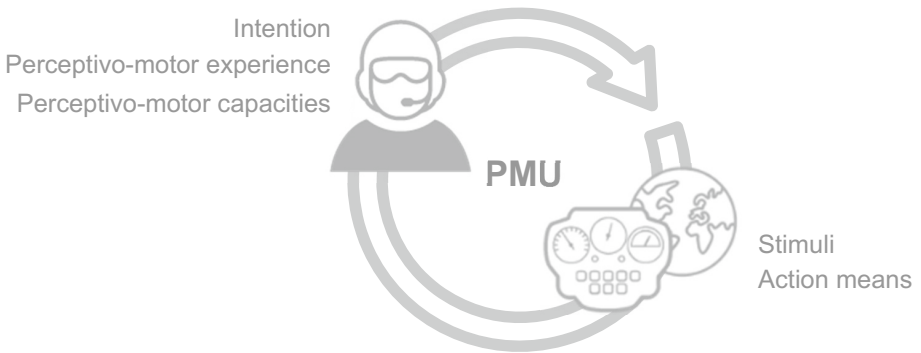 Intention
Perceptivo-motor experience
Perceptivo-motor capacities
PMU
Stimuli
Action means